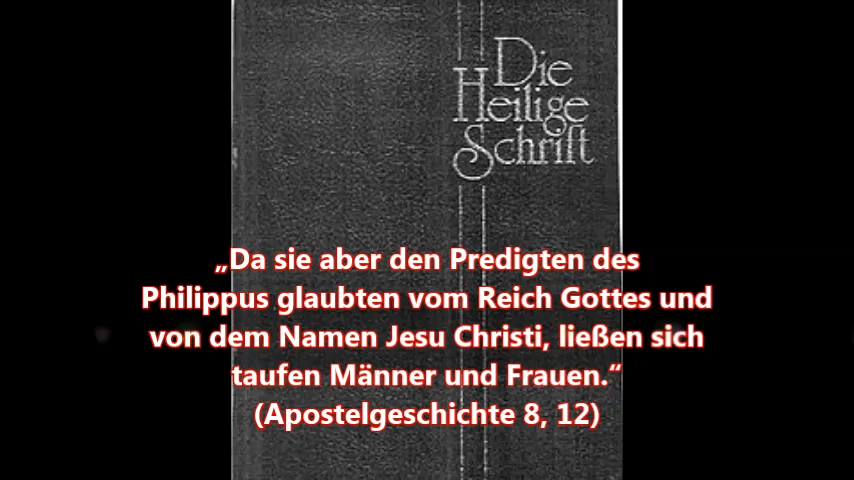 Die
Heilige
Schrift
„Da sie aber den Predigten des
Philippus glaubten vom Reich Gottes und
von dem Namen Jesu Christi, ließen sich
taufen Männer und Frauen.“
(Apostelgeschichte 8, 12)